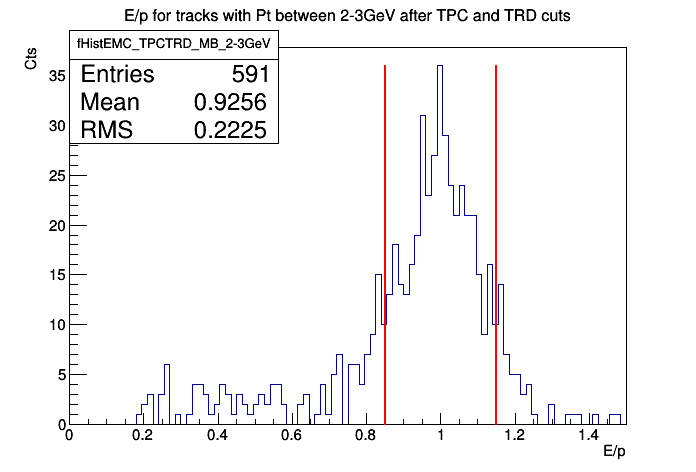 E/p for tracks with Pt between 2-3GeV after TPC and TRD cuts
fHistEMC_TPCTRD_MB_2-3GeV
Entries 591
Mean 0.9256
RMS 0.2225
Cts
35
30
25
20
15
10
5
0
0 0.2 0.4 0.6 0.8 1 1.2 1.4
E/p